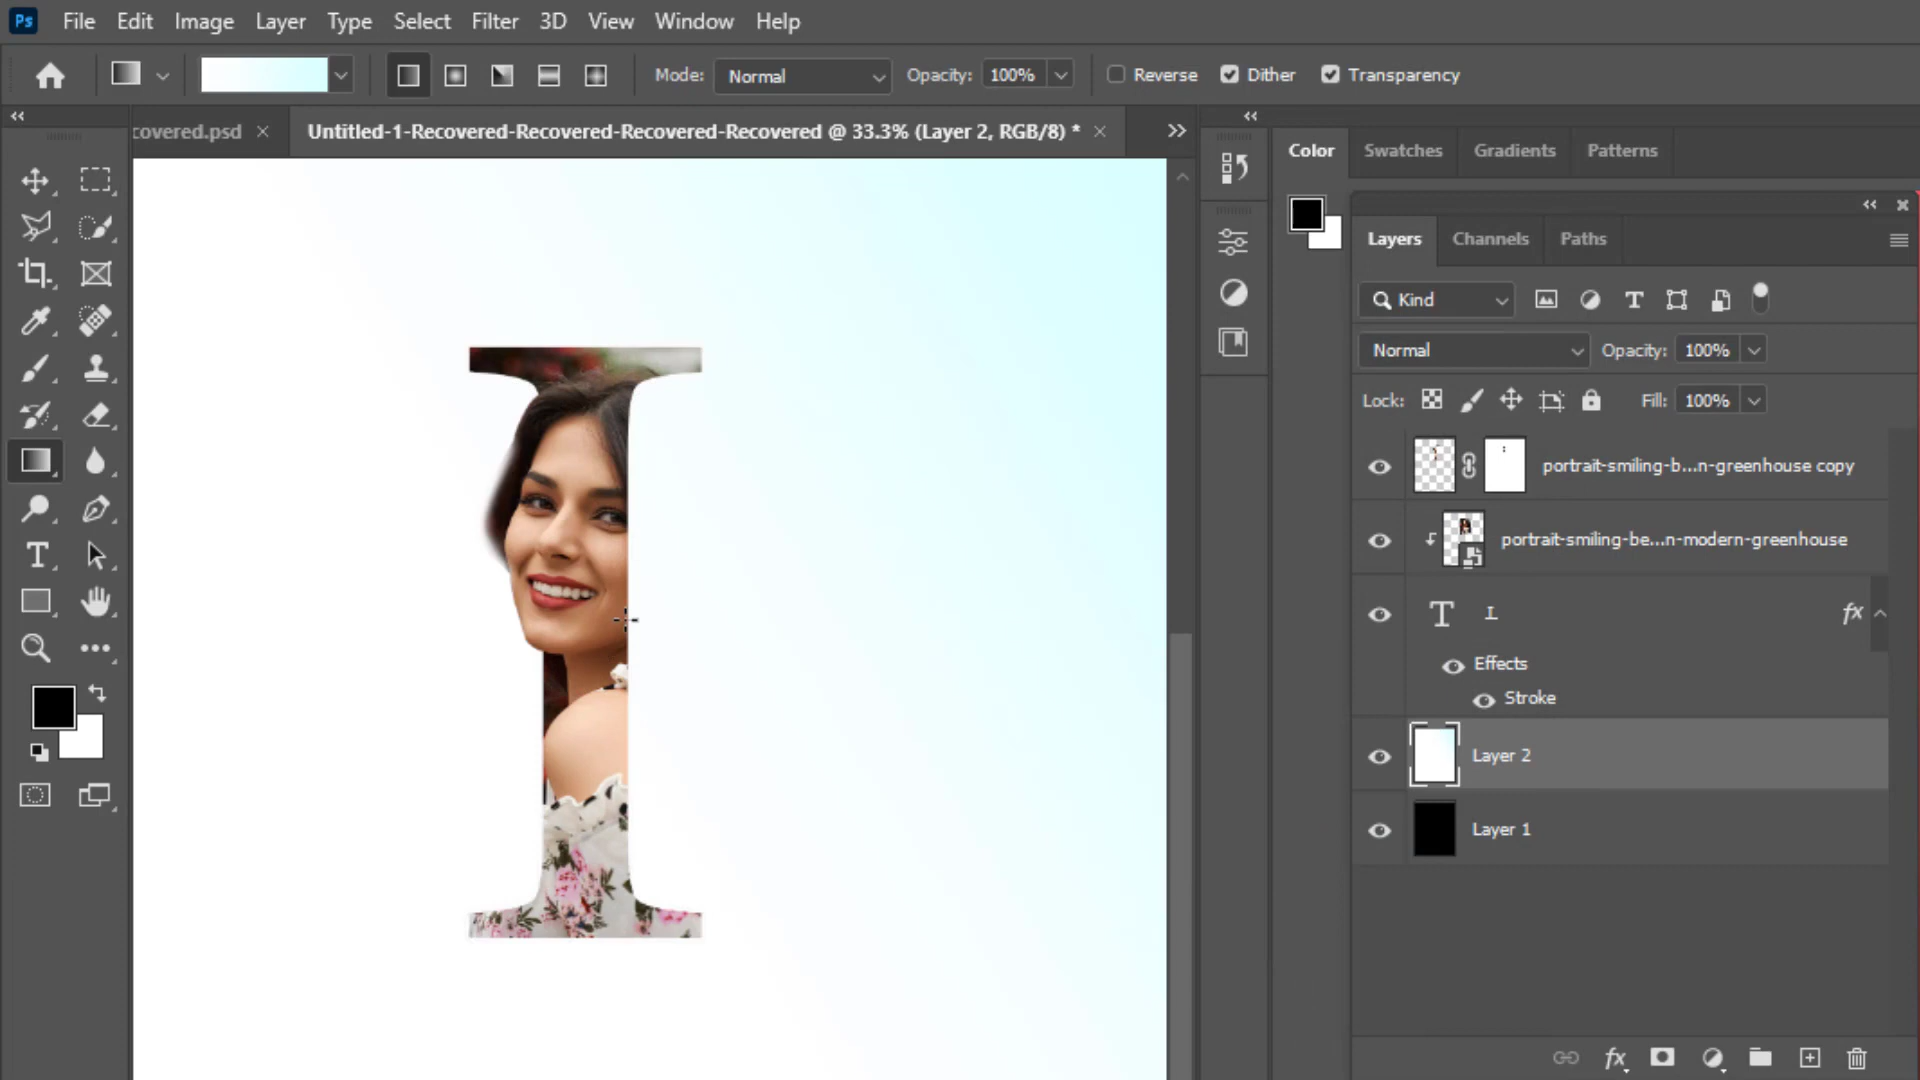 Ps File Edit Image Layer Type Select Filter 3D View Window Help
Mode: Normal Opacity: 100% Reverse Dither Transparency
covered.psd Untitled-1-Recovered-Recovered-Recovered-Recovered @ 33.3% (Layer 2, RGB/8) *
Color Swatches Gradients Patterns
Layers Channels Paths
Kind
Normal Opacity: 100%
Lock: Fill: 100%
portrait-smiling-b...n-greenhouse copy
portrait-smiling-be...n-modern-greenhouse
I fx
Effects
Stroke
Layer 2
Layer 1
fx
I